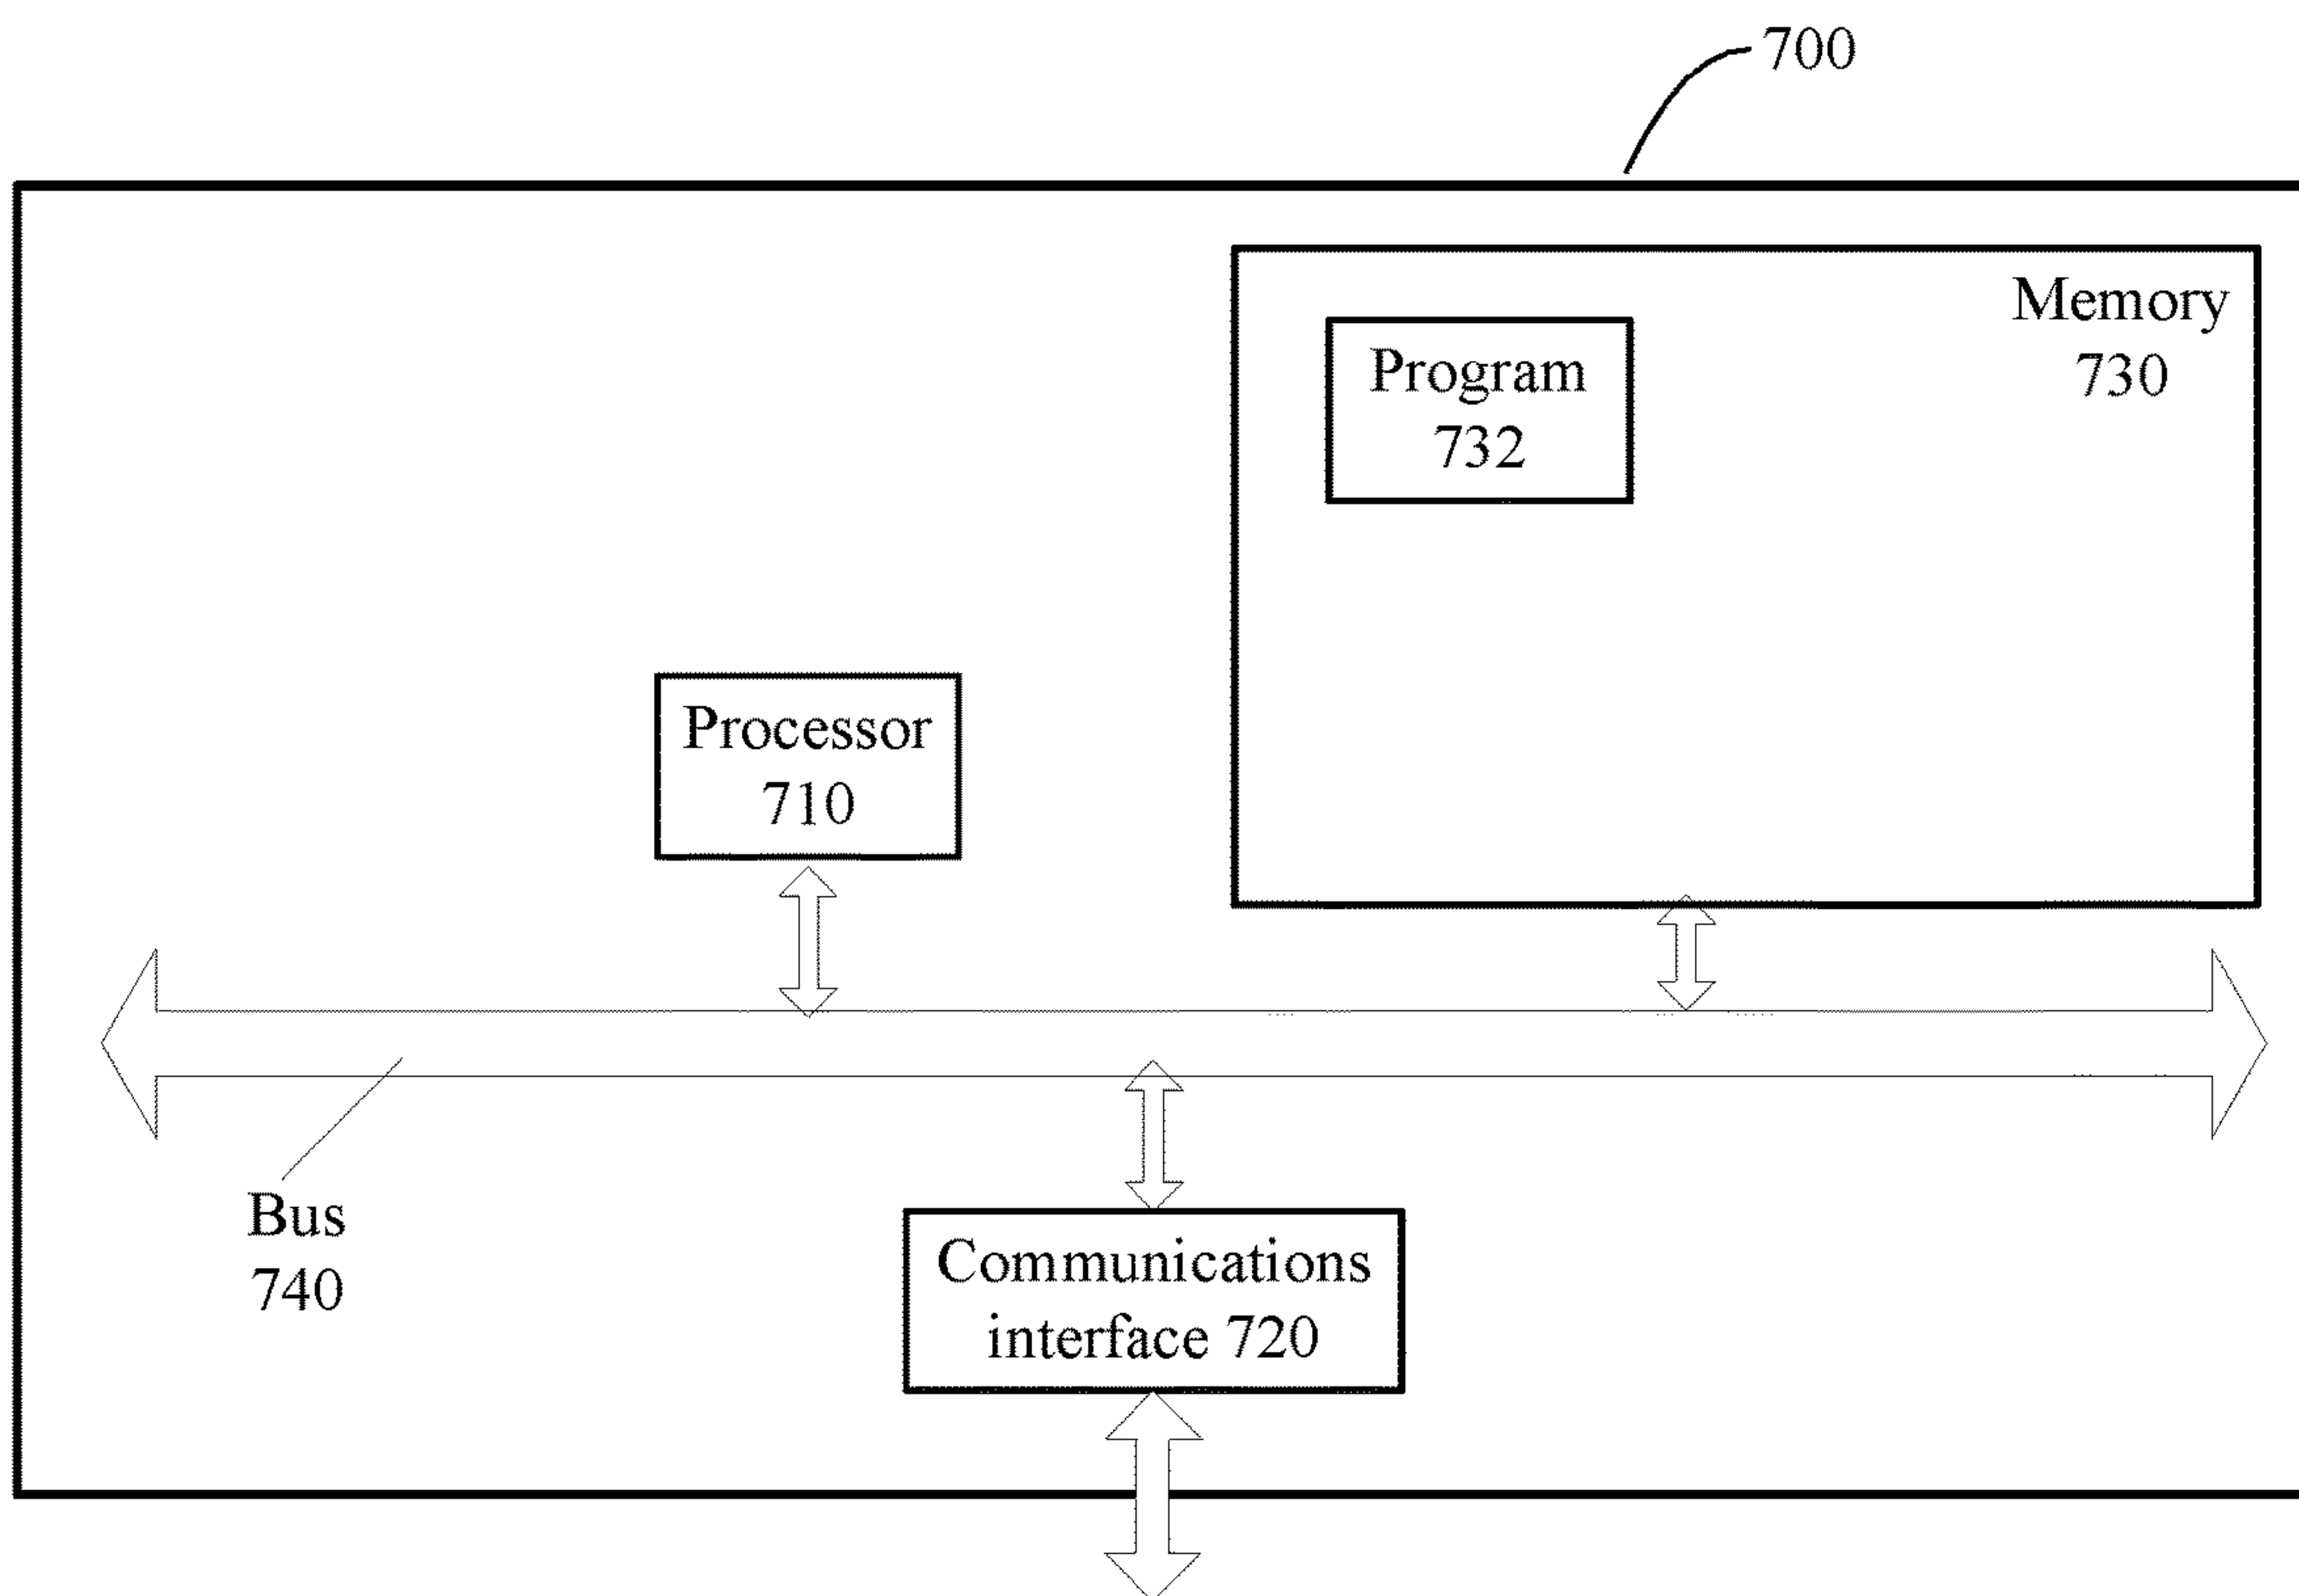 700
Memory
730
Program
732
Processor
710
Bus
740
Communications
interface 720